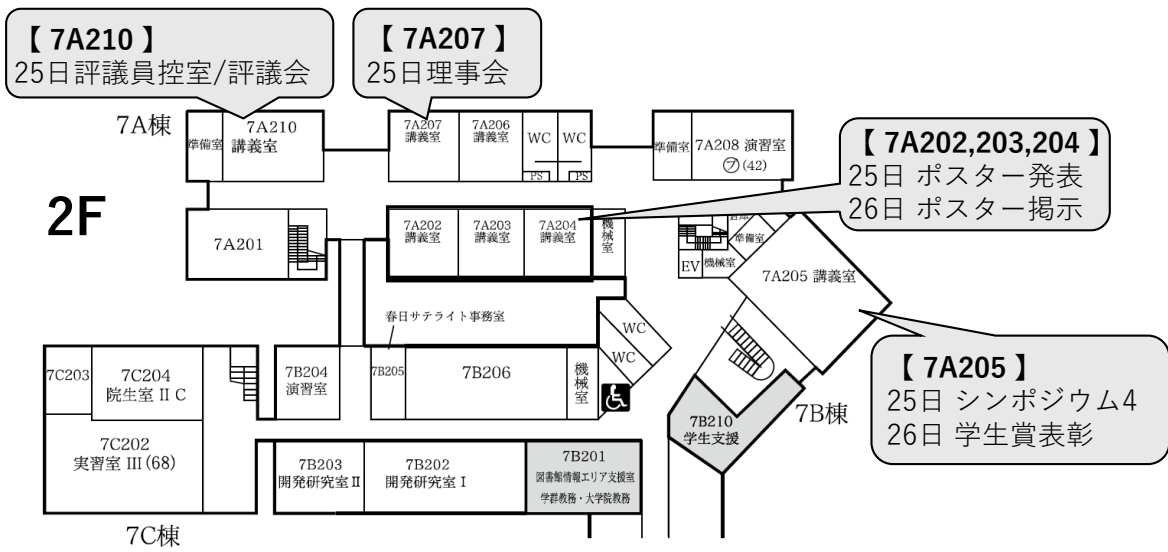 【 7A210 】
25日評議員控室/評議会
【 7A207 】
25日理事会
7A棟
準備室
7A210
講義室
7A207
講義室
7A206
講義室
WC
WC
PS
PS
準備室
7A208 演習室
㋫(42)
【 7A202,203,204 】
25日 ポスター発表
26日 ポスター掲示
2F
7A201
7A202
講義室
7A203
講義室
7A204
講義室
機械室
準備室
EV
機械室
7A205 講義室
春日サテライト事務室
WC
WC
7C203
7C204
院生室 II C
7B204
演習室
7B205
7B206
機械室
【 7A205 】
25日 シンポジウム4
26日 学生賞表彰
7B棟
7B210
学生支援
7C202
実習室 III (68)
7B203
開発研究室 II
7B202
開発研究室 I
7B201
図書館情報エリア支援室
学群教務・大学院教務
7C棟